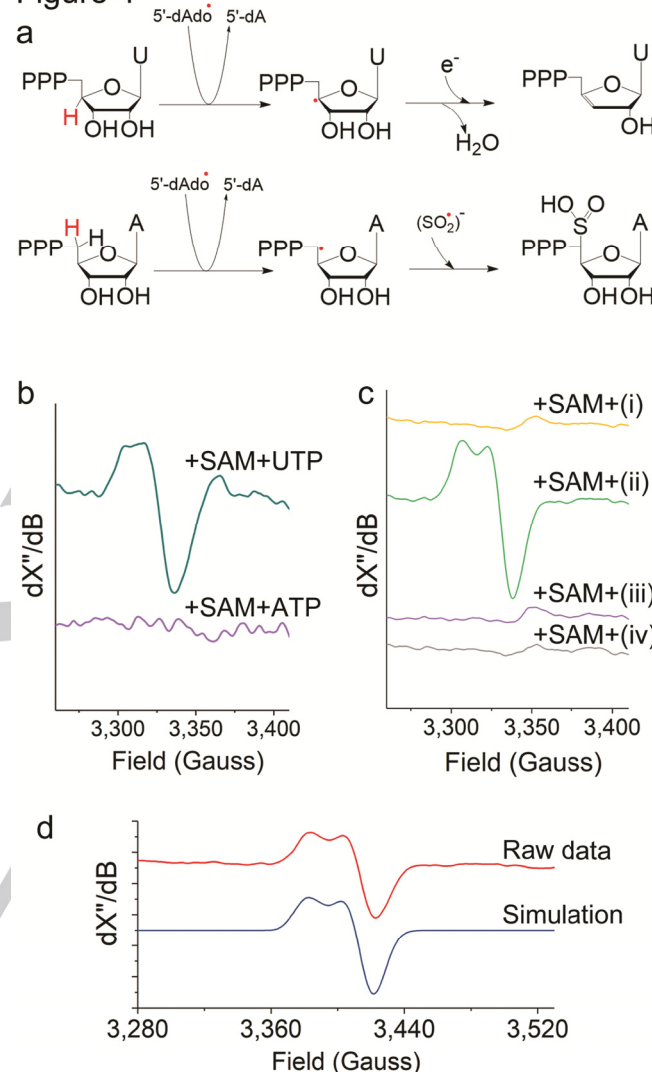 a
5'-dAdo• 5'-dA
U
PPP
O
H
OHOH
U
PPP
O
OHOH
e-
H2O
U
PPP
O
OH
5'-dAdo• 5'-dA
H
H
A
PPP
O
OHOH
A
PPP
O
OHOH
(SO2•)-
HO
O
S
A
PPP
O
OHOH
b
+SAM+UTP
+SAM+ATP
dX"/dB
3,300 3,350 3,400
Field (Gauss)
c
+SAM+(i)
+SAM+(ii)
+SAM+(iii)
+SAM+(iv)
dX"/dB
3,300 3,350 3,400
Field (Gauss)
d
Raw data
Simulation
dX"/dB
3,280 3,360 3,440 3,520
Field (Gauss)